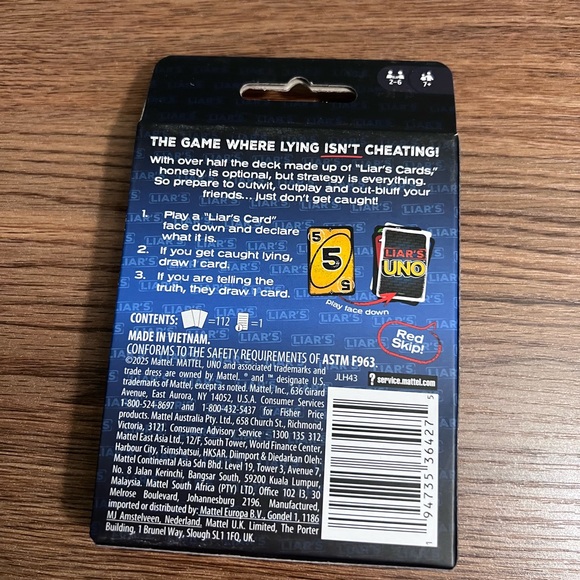 2-6 7+
THE GAME WHERE LYING ISN'T CHEATING!
With over half the deck made up of "Liar's Cards,"
honesty is optional, but strategy is everything.
So prepare to outwit, outplay and out-bluff your
friends... just don't get caught!
1. Play a "Liar's Card"
face down and declare
what it is.
2. If you get caught lying,
draw 1 card.
3. If you are telling the
truth, they draw 1 card.
5
5
5
LIAR'S
UNO
play face down
Red
Skip!
CONTENTS: =112 =1
MADE IN VIETNAM.
CONFORMS TO THE SAFETY REQUIREMENTS OF ASTM F963.
©2025 Mattel. MATTEL, UNO and associated trademarks and
trade dress are owned by Mattel. ® and ™ designate U.S.
trademarks of Mattel, except as noted. Mattel, Inc., 636 Girard
Avenue, East Aurora, NY 14052, U.S.A. Consumer Services
1-800-524-8697 and 1-800-432-5437 for Fisher Price
products. Mattel Australia Pty. Ltd., 658 Church St., Richmond,
Victoria, 3121. Consumer Advisory Service - 1300 135 312.
Mattel East Asia Ltd., 12/F, South Tower, World Finance Center,
Harbour City, Tsimshatsui, HKSAR. Diimport & Diedarkan Oleh:
Mattel Continental Asia Sdn Bhd. Level 19, Tower 3, Avenue 7,
No. 8 Jalan Kerinchi, Bangsar South, 59200 Kuala Lumpur,
Malaysia. Mattel South Africa (PTY) LTD, Office 102 I3, 30
Melrose Boulevard, Johannesburg 2196. Manufactured,
imported or distributed by: Mattel Europa B.V., Gondel 1, 1186
MJ Amstelveen, Nederland. Mattel U.K. Limited, The Porter
Building, 1 Brunel Way, Slough SL1 1FQ, UK.
JLH43
? service.mattel.com
1 94735 36427 5